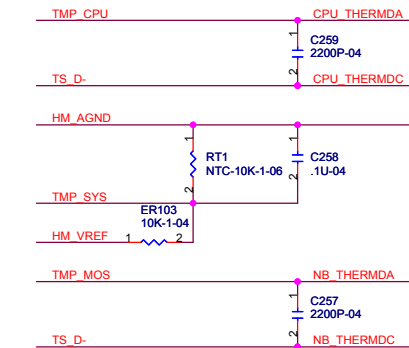 TMP_CPU CPU_THERMDA
1 C259
2200P-04
2
TS_D- CPU_THERMDC
HM_AGND
1 1
RT1 C258
NTC-10K-1-06 .1U-04
2 2
TMP_SYS
ER103
10K-1-04
HM_VREF 1 2
TMP_MOS NB_THERMDA
1 C257
2200P-04
2
TS_D- NB_THERMDC